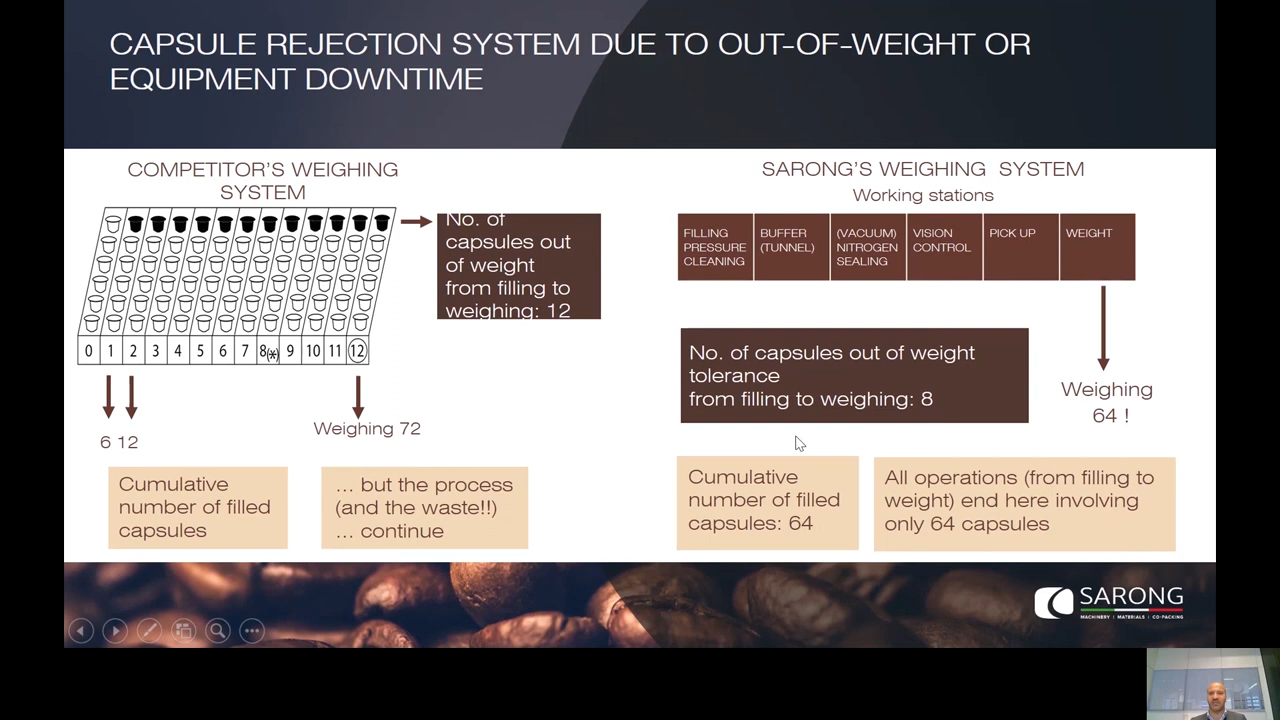 CAPSULE REJECTION SYSTEM DUE TO OUT-OF-WEIGHT OR
EQUIPMENT DOWNTIME
COMPETITOR'S WEIGHING
SYSTEM
No. of
capsules out
of weight
from filling to
weighing: 12
0 1 2 3 4 5 6 7 8(*) 9 10 11 12
6 12
Weighing 72
Cumulative
number of filled
capsules
... but the process
(and the waste!!)
... continue
SARONG'S WEIGHING SYSTEM
Working stations
FILLING
PRESSURE
CLEANING
BUFFER
(TUNNEL)
(VACUUM)
NITROGEN
SEALING
VISION
CONTROL
PICK UP
WEIGHT
No. of capsules out of weight
tolerance
from filling to weighing: 8
Weighing
64 !
Cumulative
number of filled
capsules: 64
All operations (from filling to
weight) end here involving
only 64 capsules
SARONG
MACHINERY | MATERIALS | CO-PACKING